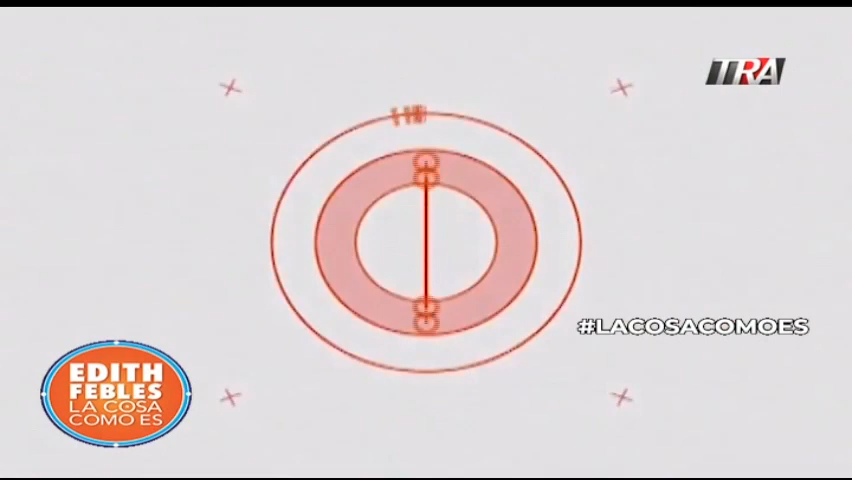 TRA
#LACOSACOMOES
EDITH
FEBLES
LA COSA
COMO ES